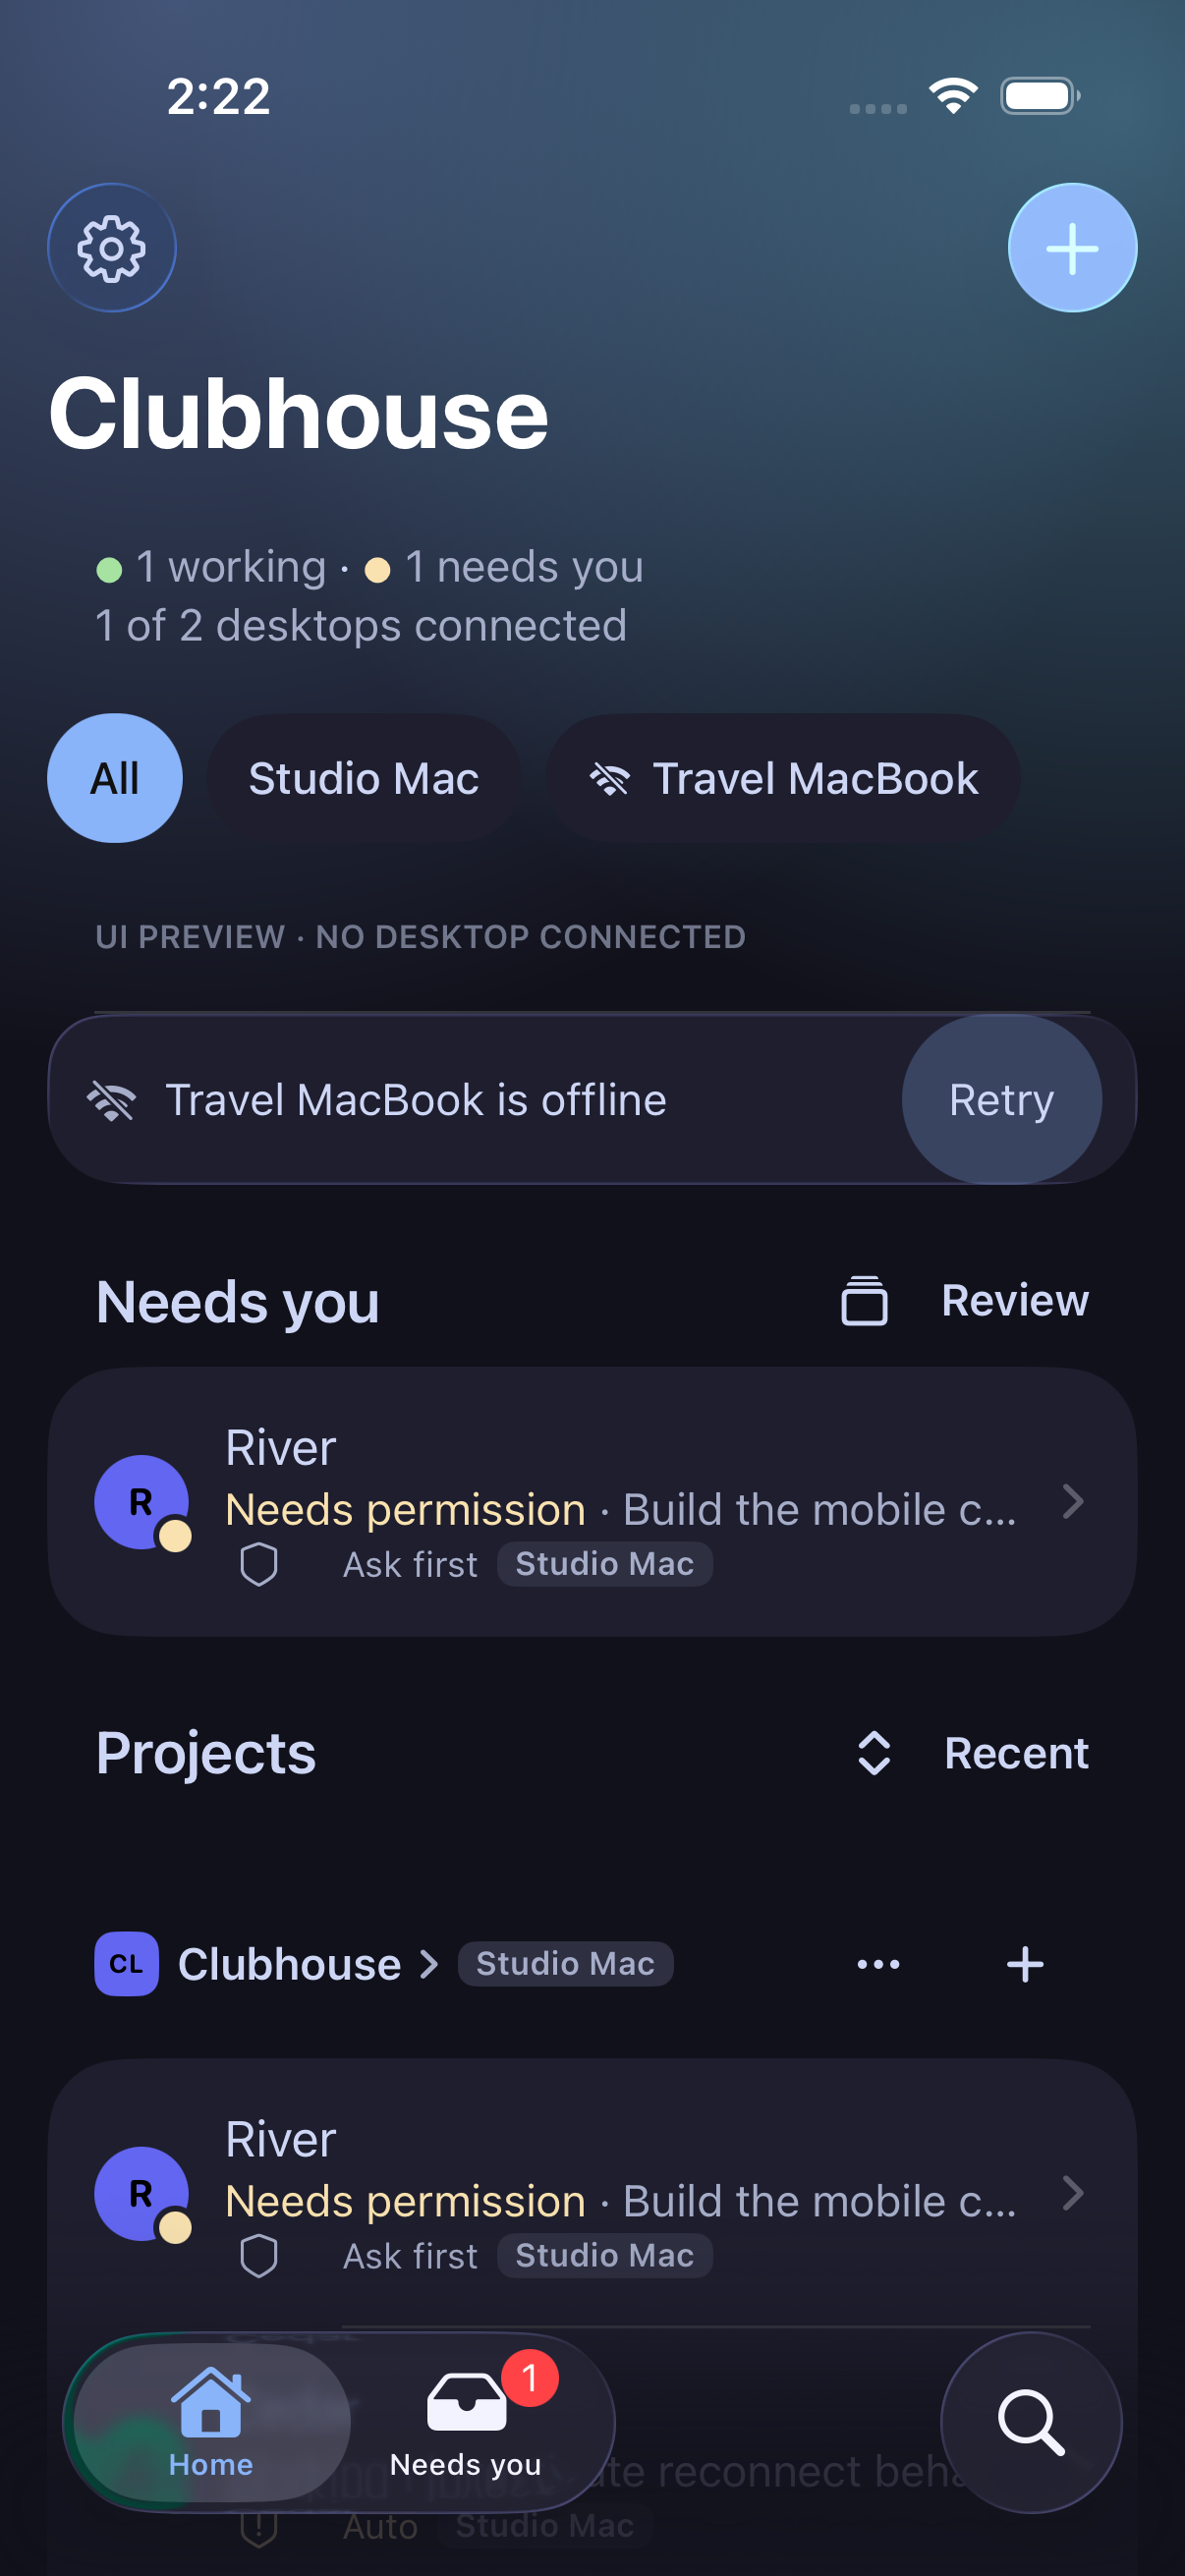 2:22
Clubhouse
1 working · 1 needs you
1 of 2 desktops connected
All
Studio Mac
Travel MacBook
UI PREVIEW · NO DESKTOP CONNECTED
Travel MacBook is offline
Retry
Needs you
Review
R
River
Needs permission · Build the mobile c...
Ask first
Studio Mac
Projects
Recent
CL
Clubhouse
Studio Mac
R
River
Needs permission · Build the mobile c...
Ask first
Studio Mac
1
Home
Needs you
reconnect
Auto
Studio Mac